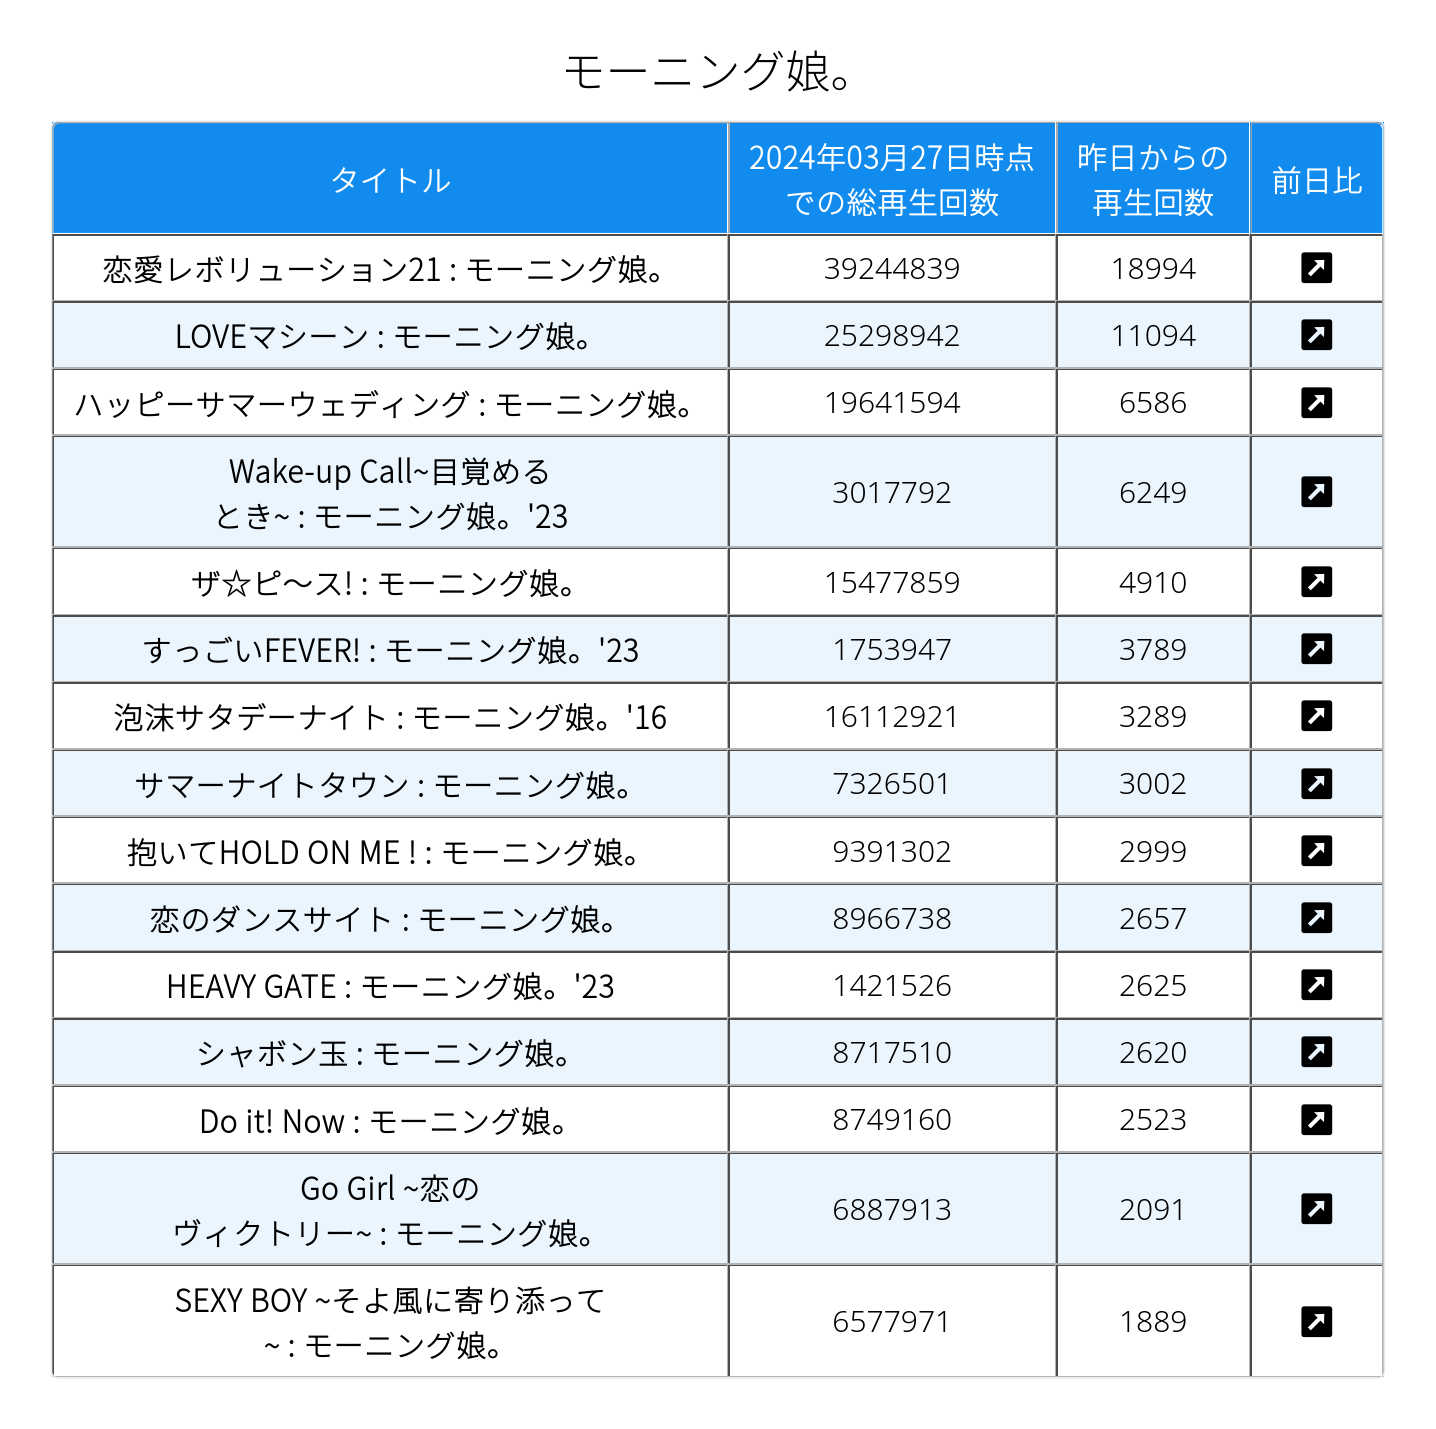 モーニング娘。
タイトル
2024年03月27日時点
での総再生回数
昨日からの
再生回数
前日比
恋愛レボリューション21 : モーニング娘。
39244839
18994
LOVEマシーン : モーニング娘。
25298942
11094
ハッピーサマーウェディング : モーニング娘。
19641594
6586
Wake-up Call~目覚める
とき~ : モーニング娘。'23
3017792
6249
ザ☆ピ〜ス! : モーニング娘。
15477859
4910
すっごいFEVER! : モーニング娘。'23
1753947
3789
泡沫サタデーナイト : モーニング娘。'16
16112921
3289
サマーナイトタウン : モーニング娘。
7326501
3002
抱いてHOLD ON ME ! : モーニング娘。
9391302
2999
恋のダンスサイト : モーニング娘。
8966738
2657
HEAVY GATE : モーニング娘。'23
1421526
2625
シャボン玉 : モーニング娘。
8717510
2620
Do it! Now : モーニング娘。
8749160
2523
Go Girl ~恋の
ヴィクトリー~ : モーニング娘。
6887913
2091
SEXY BOY ~そよ風に寄り添って
~ : モーニング娘。
6577971
1889